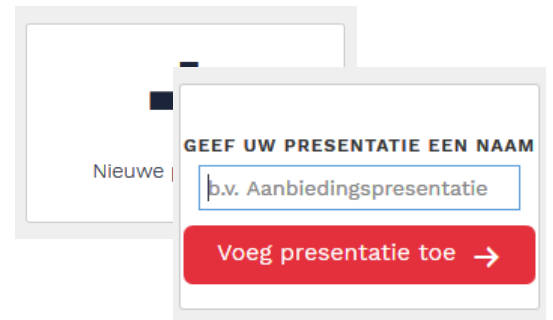 Nieuwe
GEEF UW PRESENTATIE EEN NAAM
b.v. Aanbiedingspresentatie
Voeg presentatie toe →